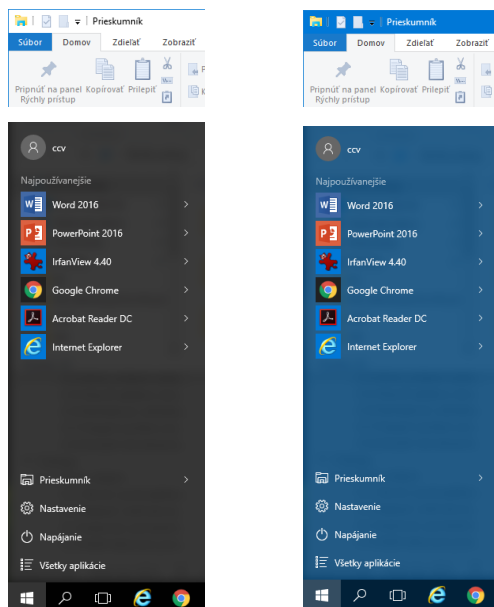 Prieskumník
Súbor Domov Zdieľať Zobraziť
Pripnúť na panel Kopírovať Prilepiť
Rýchly prístup
ccv
Najpoužívanejšie
Word 2016
PowerPoint 2016
IrfanView 4.40
Google Chrome
Acrobat Reader DC
Internet Explorer
Prieskumník
Nastavenie
Napájanie
Všetky aplikácie
Prieskumník
Súbor Domov Zdieľať Zobraziť
Pripnúť na panel Kopírovať Prilepiť
Rýchly prístup
ccv
Najpoužívanejšie
Word 2016
PowerPoint 2016
IrfanView 4.40
Google Chrome
Acrobat Reader DC
Internet Explorer
Prieskumník
Nastavenie
Napájanie
Všetky aplikácie